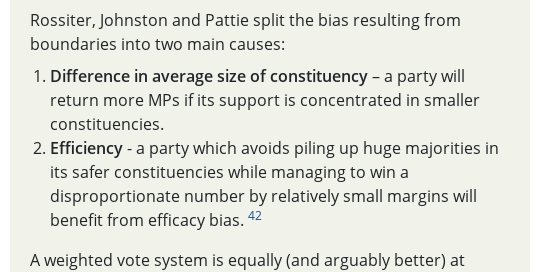 Rossiter, Johnston and Pattie split the bias resulting from
boundaries into two main causes:
1. Difference in average size of constituency – a party will
return more MPs if its support is concentrated in smaller
constituencies.
2. Efficiency - a party which avoids piling up huge majorities in
its safer constituencies while managing to win a
disproportionate number by relatively small margins will
benefit from efficacy bias. 42
A weighted vote system is equally (and arguably better) at